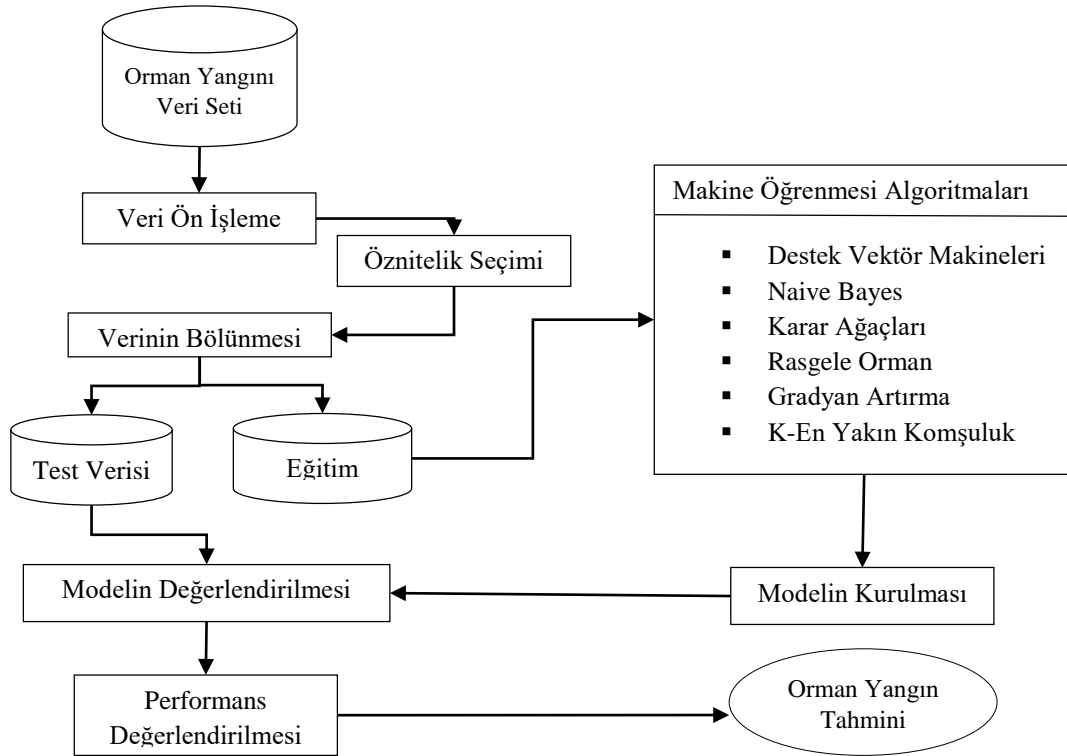 Orman Yangını
Veri Seti
Veri Ön İşleme
Öznitelik Seçimi
Verinin Bölünmesi
Test Verisi
Eğitim
Makine Öğrenmesi Algoritmaları
▪ Destek Vektör Makineleri
▪ Naive Bayes
▪ Karar Ağaçları
▪ Rasgele Orman
▪ Gradyan Artırma
▪ K-En Yakın Komşuluk
Modelin Değerlendirilmesi
Modelin Kurulması
Performans
Değerlendirilmesi
Orman Yangın
Tahmini